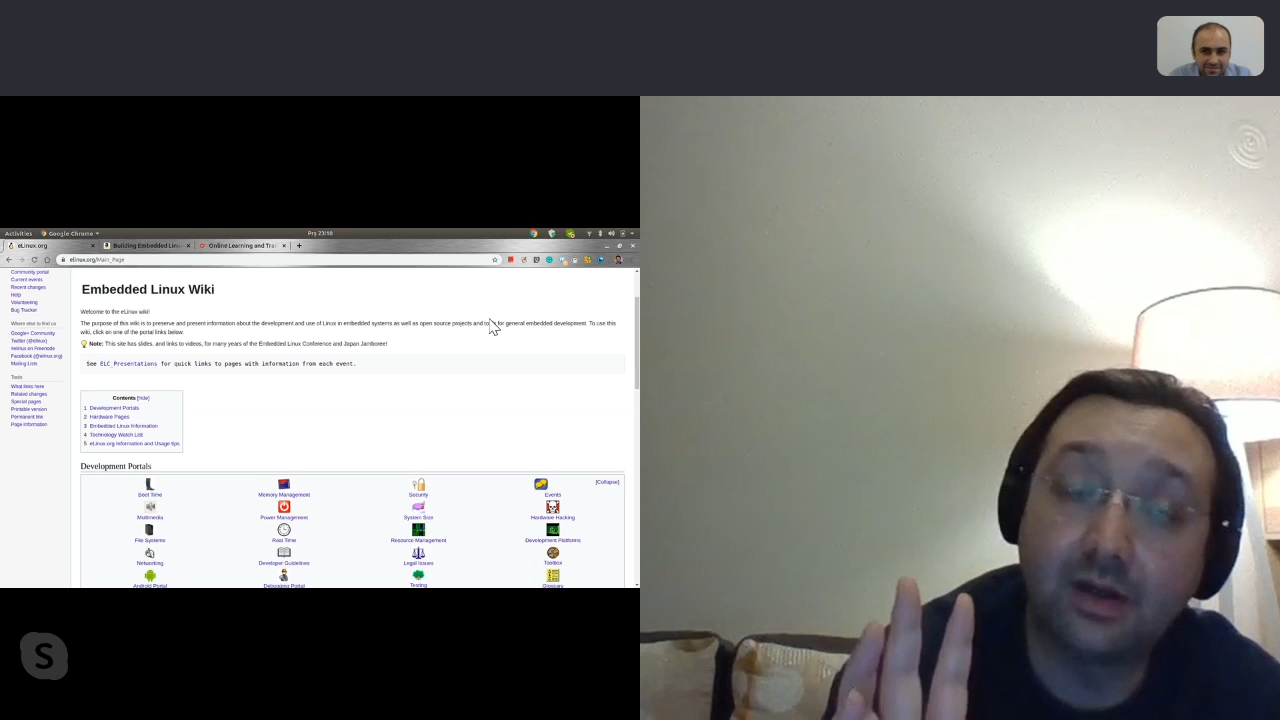 Activities
Google Chrome
Prş 23:58
eLinux.org
Building Embedded Linu
Online Learning and Trai
elinux.org/Main_Page
Community portal
Current events
Recent changes
Help
Volunteering
Bug Tracker
Where else to find us
Google+ Community
Twitter (@elinux)
#elinux on Freenode
Facebook (@elinux.org)
Mailing Lists
Tools
What links here
Related changes
Special pages
Printable version
Permanent link
Page information
Embedded Linux Wiki
Welcome to the eLinux wiki!
The purpose of this wiki is to preserve and present information about the development and use of Linux in embedded systems as well as open source projects and for general embedded development. To use this
wiki, click on one of the portal links below.
Note: This site has slides, and links to videos, for many years of the Embedded Linux Conference and Japan Jamboree!
See ELC_Presentations for quick links to pages with information from each event.
Contents [hide]
1 Development Portals
2 Hardware Pages
3 Embedded Linux Information
4 Technology Watch List
5 eLinux.org Information and Usage tips
Development Portals
[Collapse]
Boot Time Memory Management Security Events
Multimedia Power Management System Size Hardware Hacking
File Systems Real Time Resource Management Development Platforms
Networking Developer Guidelines Legal Issues Toolbox
Android Portal Debugging Portal Testing Glossary
S